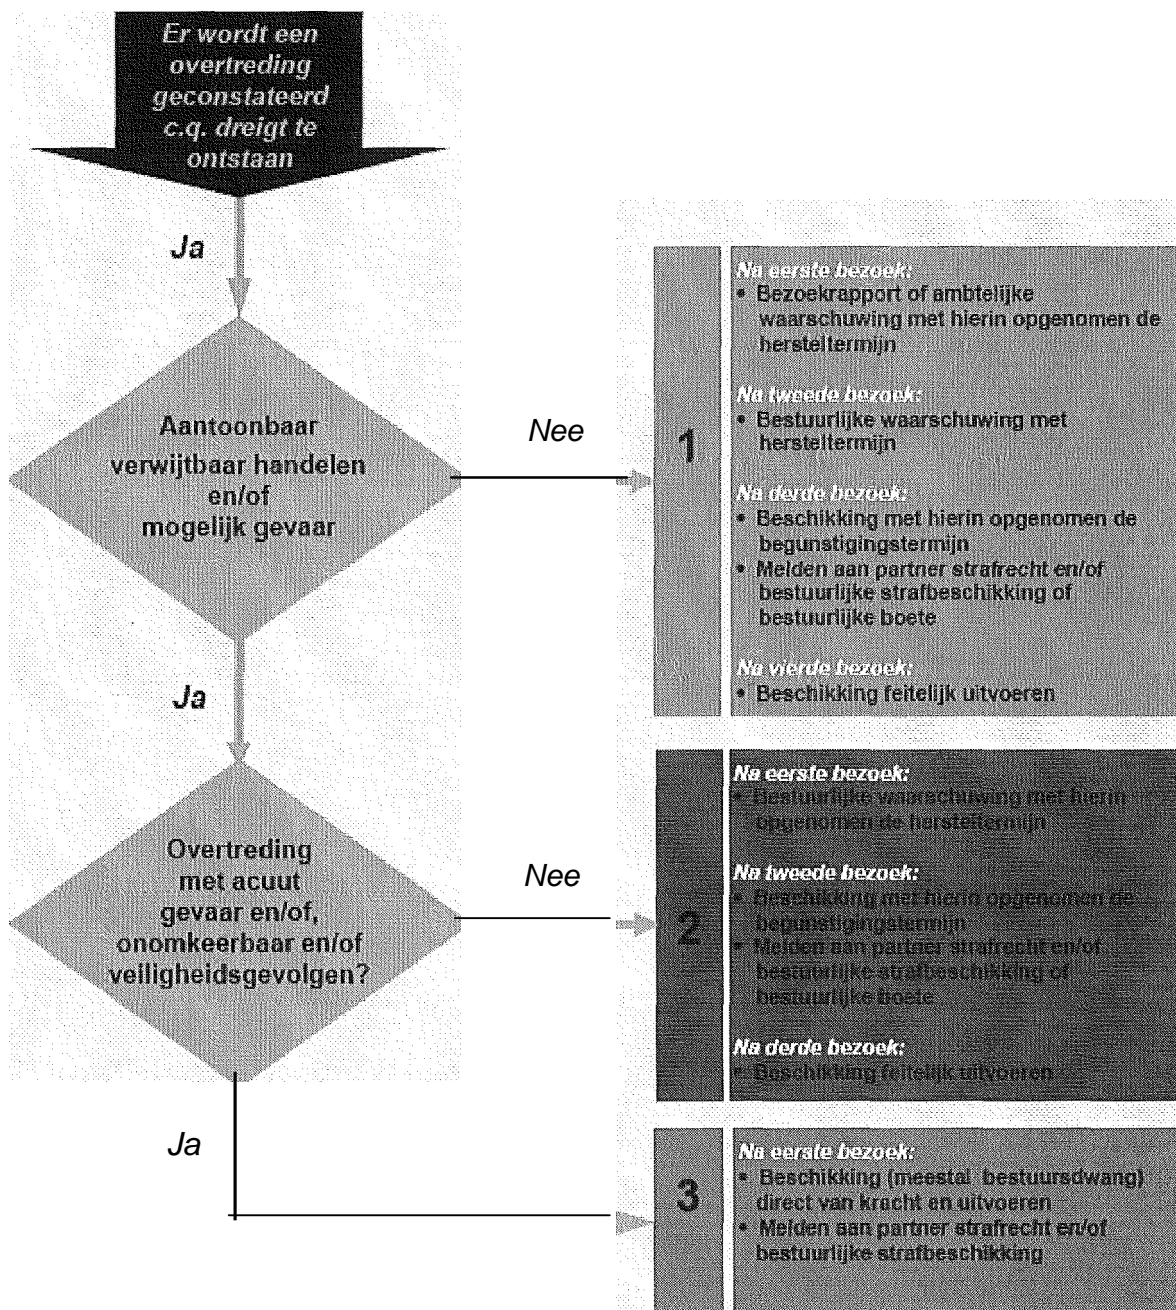 Er wordt een
overtreding
geconstateerd
c.q. dreigt te
ontstaan
Ja
Aantoonbaar
verwijtbaar handelen
en/of
mogelijk gevaar
Nee
1
Na eerste bezoek:
• Bezoekrapport of ambtelijke
waarschuwing met hierin opgenomen de
hersteltermijn
Na tweede bezoek:
• Bestuurlijke waarschuwing met
hersteltermijn
Na derde bezoek:
• Beschikking met hierin opgenomen de
begunstigingstermijn
• Melden aan partner strafrecht en/of
bestuurlijke strafbeschikking of
bestuurlijke boete
Na vierde bezoek:
• Beschikking feitelijk uitvoeren
Ja
Overtreding
met acuut
gevaar en/of,
onomkeerbaar en/of
veiligheidsgevolgen?
Nee
2
Na eerste bezoek:
• Bestuurlijke waarschuwing met hierin
opgenomen de hersteltermijn
Na tweede bezoek:
• Beschikking met hierin opgenomen de
begunstigingstermijn
• Melden aan partner strafrecht en/of
bestuurlijke strafbeschikking of
bestuurlijke boete
Na derde bezoek:
• Beschikking feitelijk uitvoeren
Ja
3
Na eerste bezoek:
• Beschikking (meestal bestuursdwang)
direct van kracht en uitvoeren
• Melden aan partner strafrecht en/of
bestuurlijke strafbeschikking